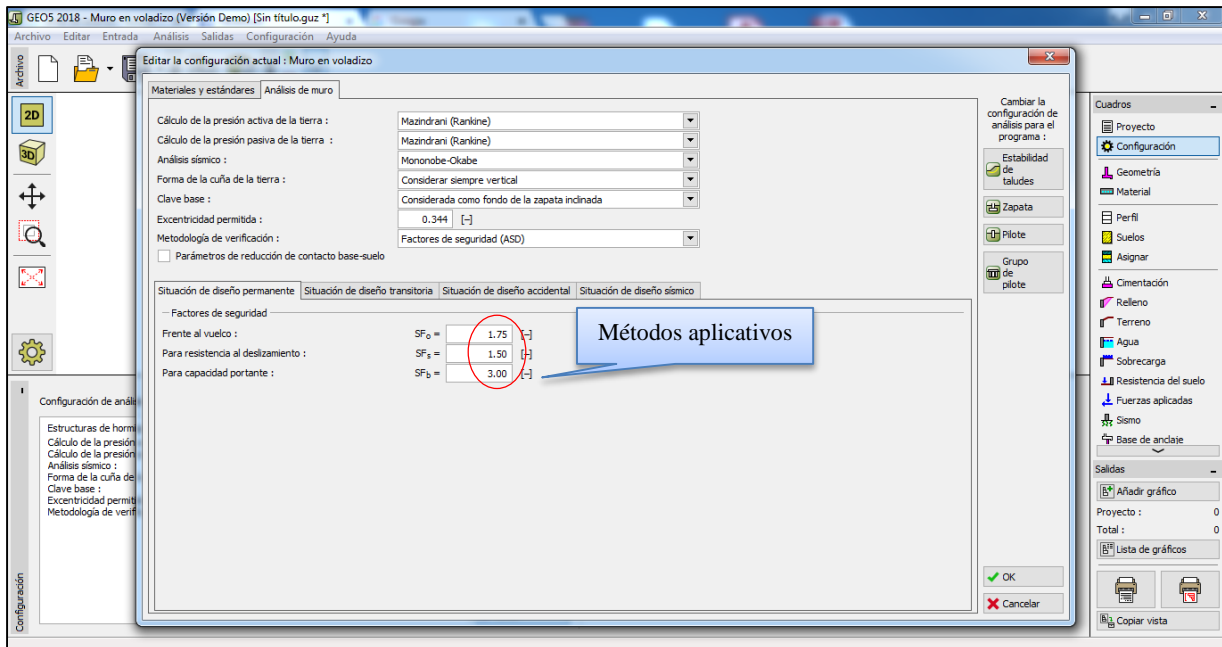 GEO5 2018 - Muro en voladizo (Versión Demo) [Sin título.guz *]
Archivo Editar Entrada Análisis Salidas Configuración Ayuda
Archivo
2D
3D
Editar la configuración actual : Muro en voladizo
Materiales y estándares Análisis de muro
Cálculo de la presión activa de la tierra : Mazindrani (Rankine)
Cálculo de la presión pasiva de la tierra : Mazindrani (Rankine)
Análisis sísmico : Mononobe-Okabe
Forma de la cuña de la tierra : Considerar siempre vertical
Clave base : Considerada como fondo de la zapata inclinada
Excentricidad permitida : 0.344 [–]
Metodología de verificación : Factores de seguridad (ASD)
Parámetros de reducción de contacto base-suelo
Situación de diseño permanente Situación de diseño transitoria Situación de diseño accidental Situación de diseño sísmico
Factores de seguridad
Frente al vuelco : SFo = 1.75 [–]
Para resistencia al deslizamiento : SFs = 1.50 [–]
Para capacidad portante : SFb = 3.00 [–]
Métodos aplicativos
Cambiar la
configuración de
análisis para el
programa :
Estabilidad
de
taludes
Zapata
Pilote
Grupo
de
pilote
OK
Cancelar
Configuración
Configuración de anális
Estructuras de hormi
Cálculo de la presión
Cálculo de la presión
Análisis sísmico :
Forma de la cuña de
Clave base :
Excentricidad permiti
Metodología de verif
Cuadros
Proyecto
Configuración
Geometría
Material
Perfil
Suelos
Asignar
Cimentación
Relleno
Terreno
Agua
Sobrecarga
Resistencia del suelo
Fuerzas aplicadas
Sismo
Base de anclaje
Salidas
Añadir gráfico
Proyecto : 0
Total : 0
Lista de gráficos
Copiar vista